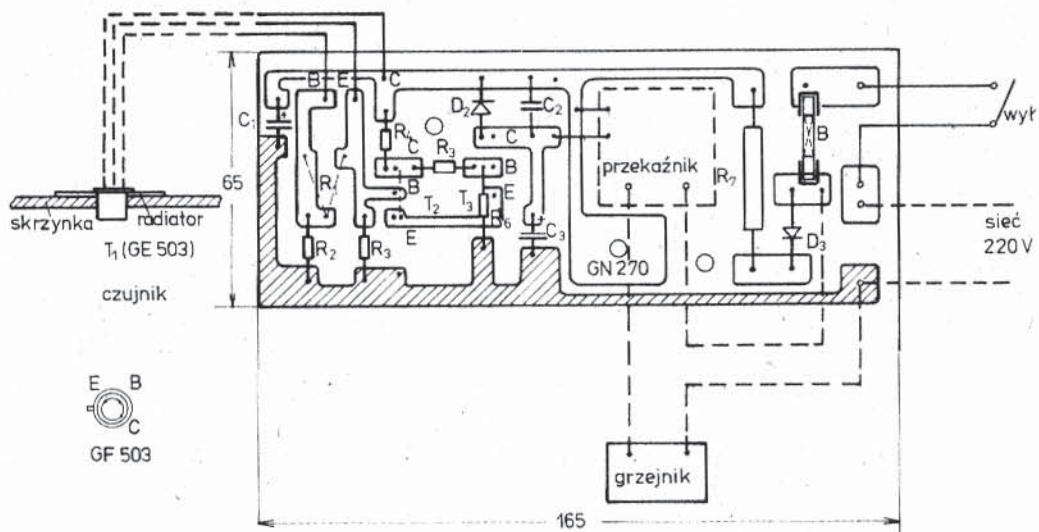 B E C
C₁
+
D₂
C₂
C
R₄
C
R₃
B
przekaźnik
R₇
B
wył
65
R₁
B
T₂
T₃
E
R₆
E
C₃
+
skrzynka
radiator
T₁ (GE 503)
czujnik
R₂
R₃
GN 270
D₃
sieć
220 V
E B
C
GF 503
grzejnik
165